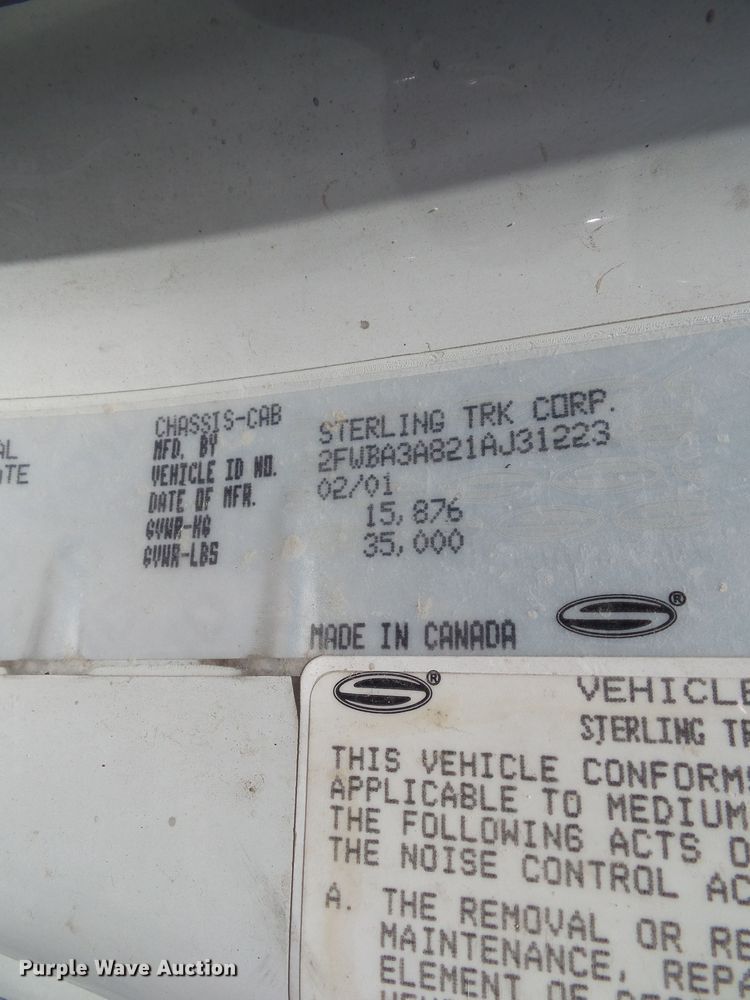 AL
ATE
CHASSIS-CAB
MFD. BY STERLING TRK CORP.
VEHICLE ID NO. 2FWBA3A821AJ31223
DATE OF MFR. 02/01
GVWR-KG 15,876
GVWR-LBS 35,000
MADE IN CANADA
S®
S®
VEHICLE
STERLING TR
THIS VEHICLE CONFORMS
APPLICABLE TO MEDIUM
THE FOLLOWING ACTS O
THE NOISE CONTROL AC
A. THE REMOVAL OR RE
MAINTENANCE, REPA
ELEMENT OF
Purple Wave Auction